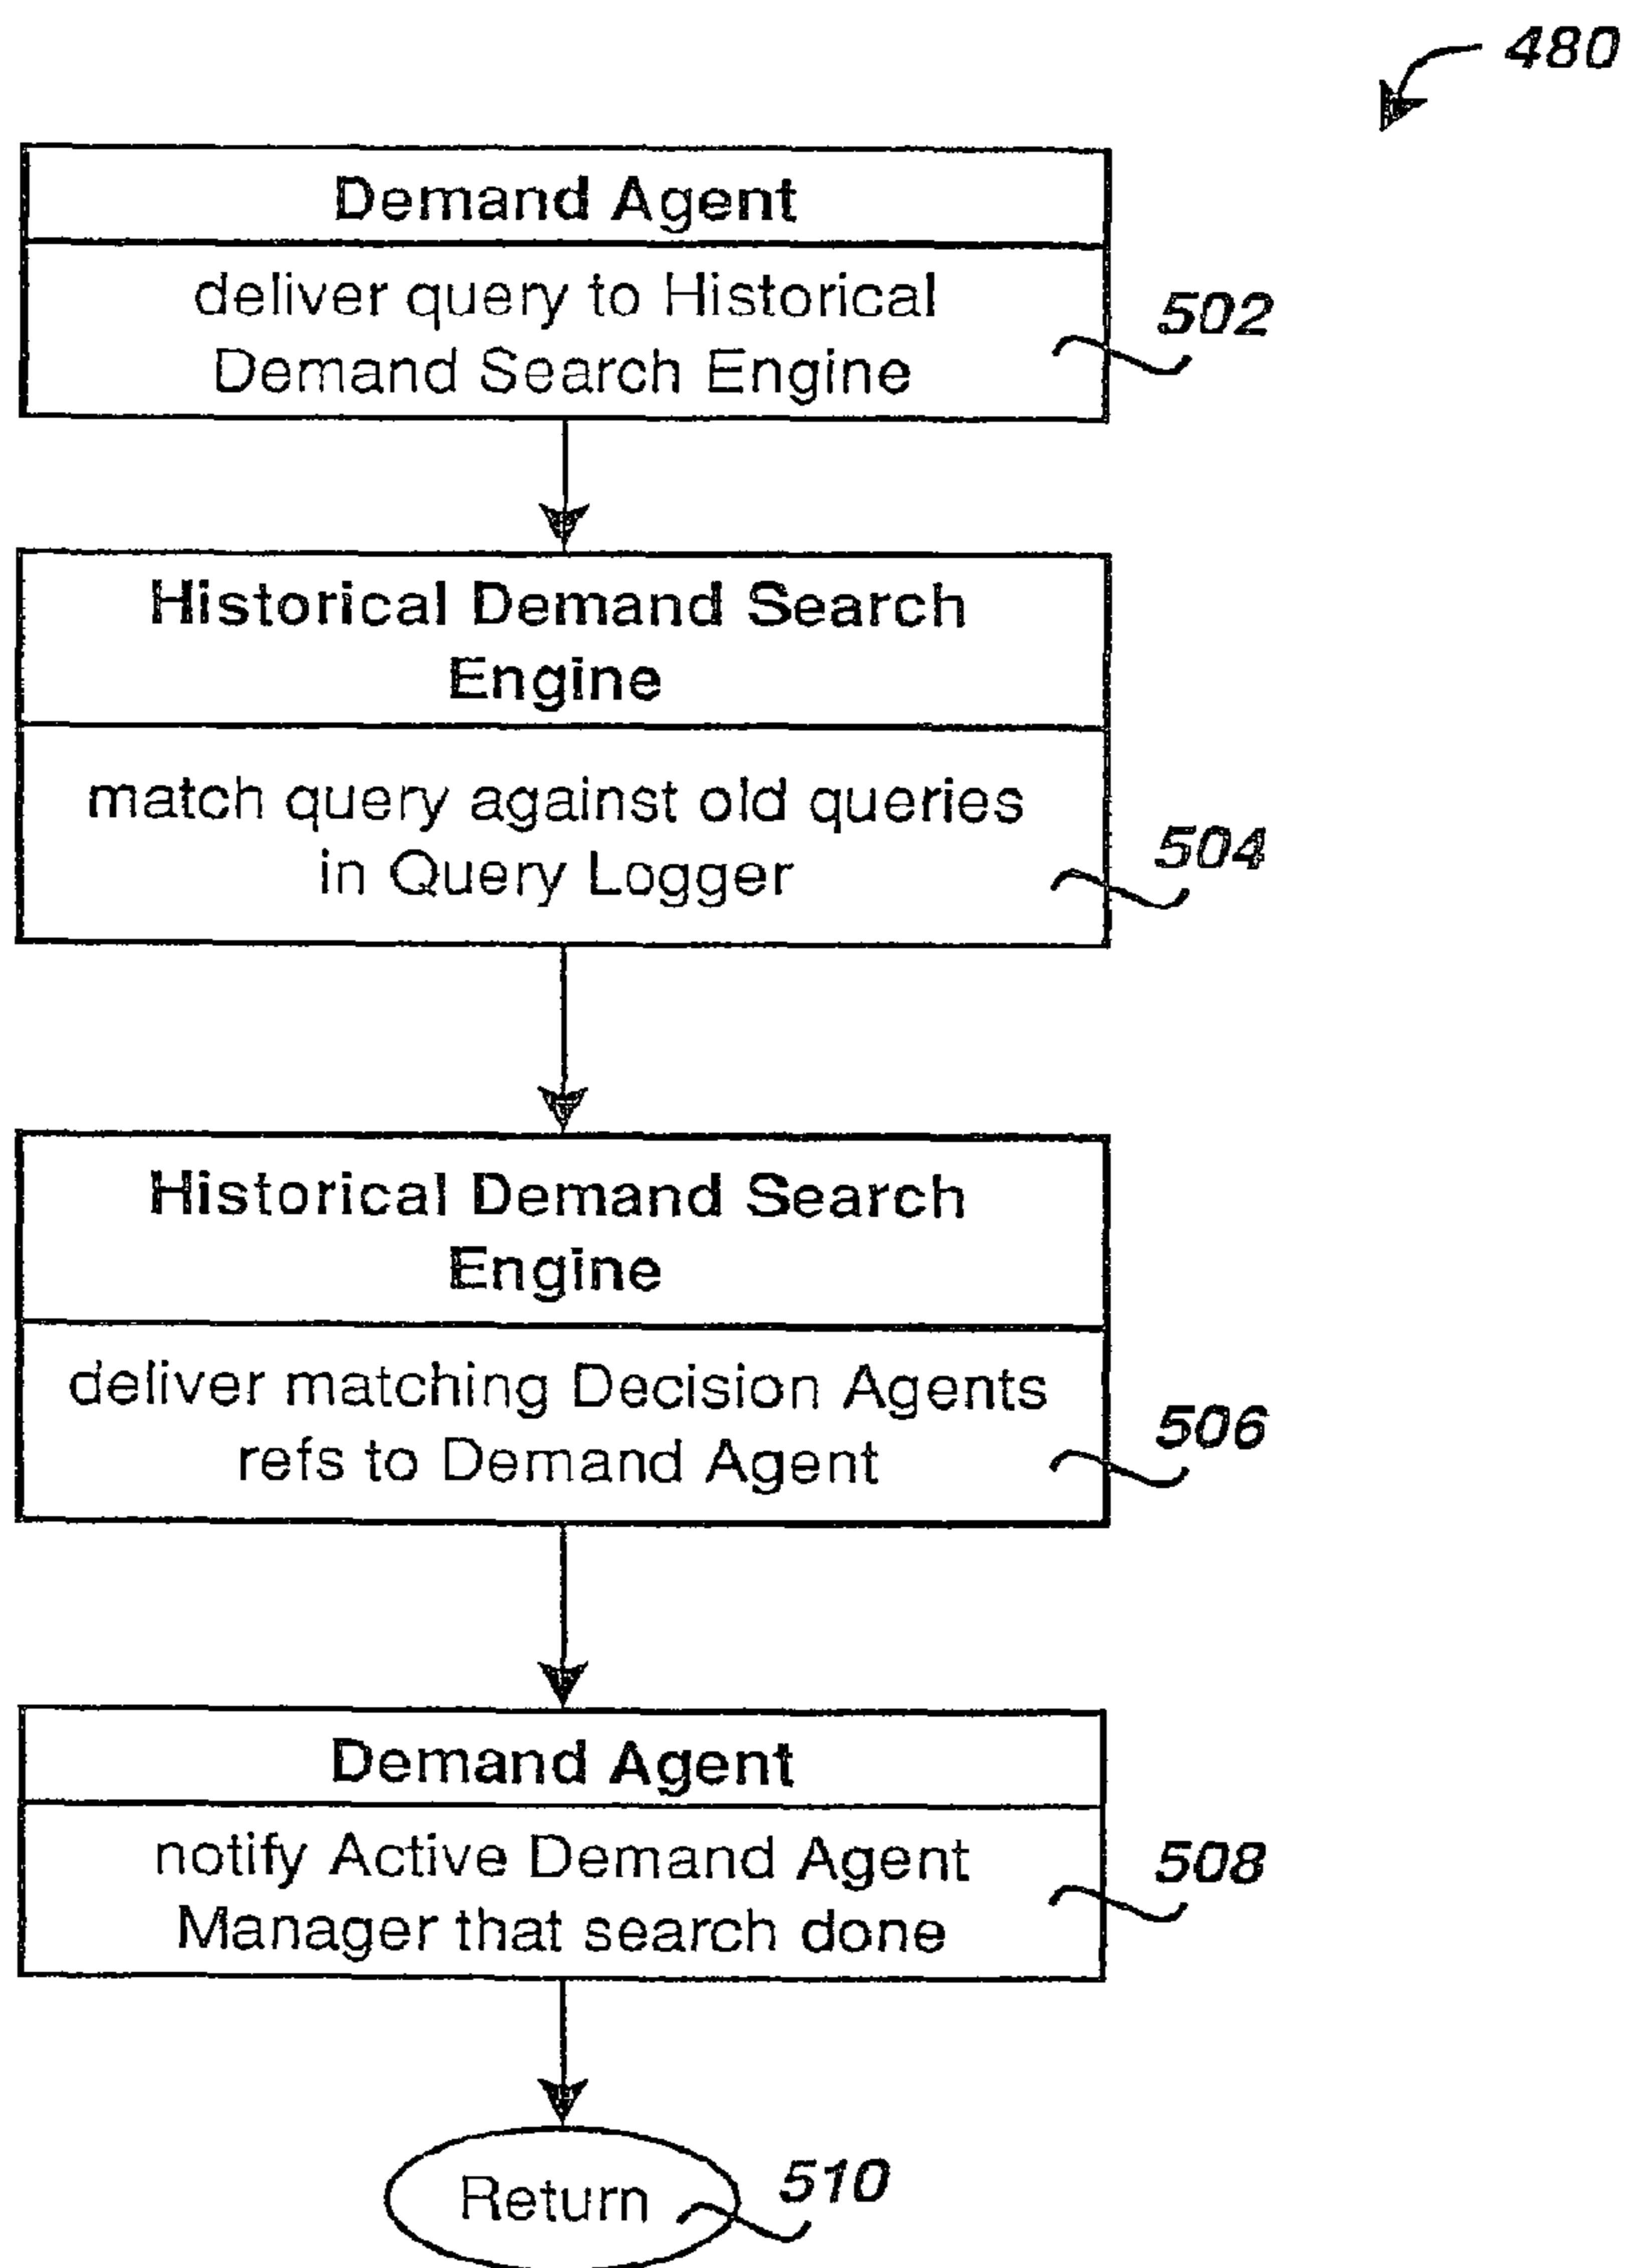 480
Demand Agent
deliver query to Historical
Demand Search Engine
502
Historical Demand Search
Engine
match query against old queries
in Query Logger
504
Historical Demand Search
Engine
deliver matching Decision Agents
refs to Demand Agent
506
Demand Agent
notify Active Demand Agent
Manager that search done
508
Return
510